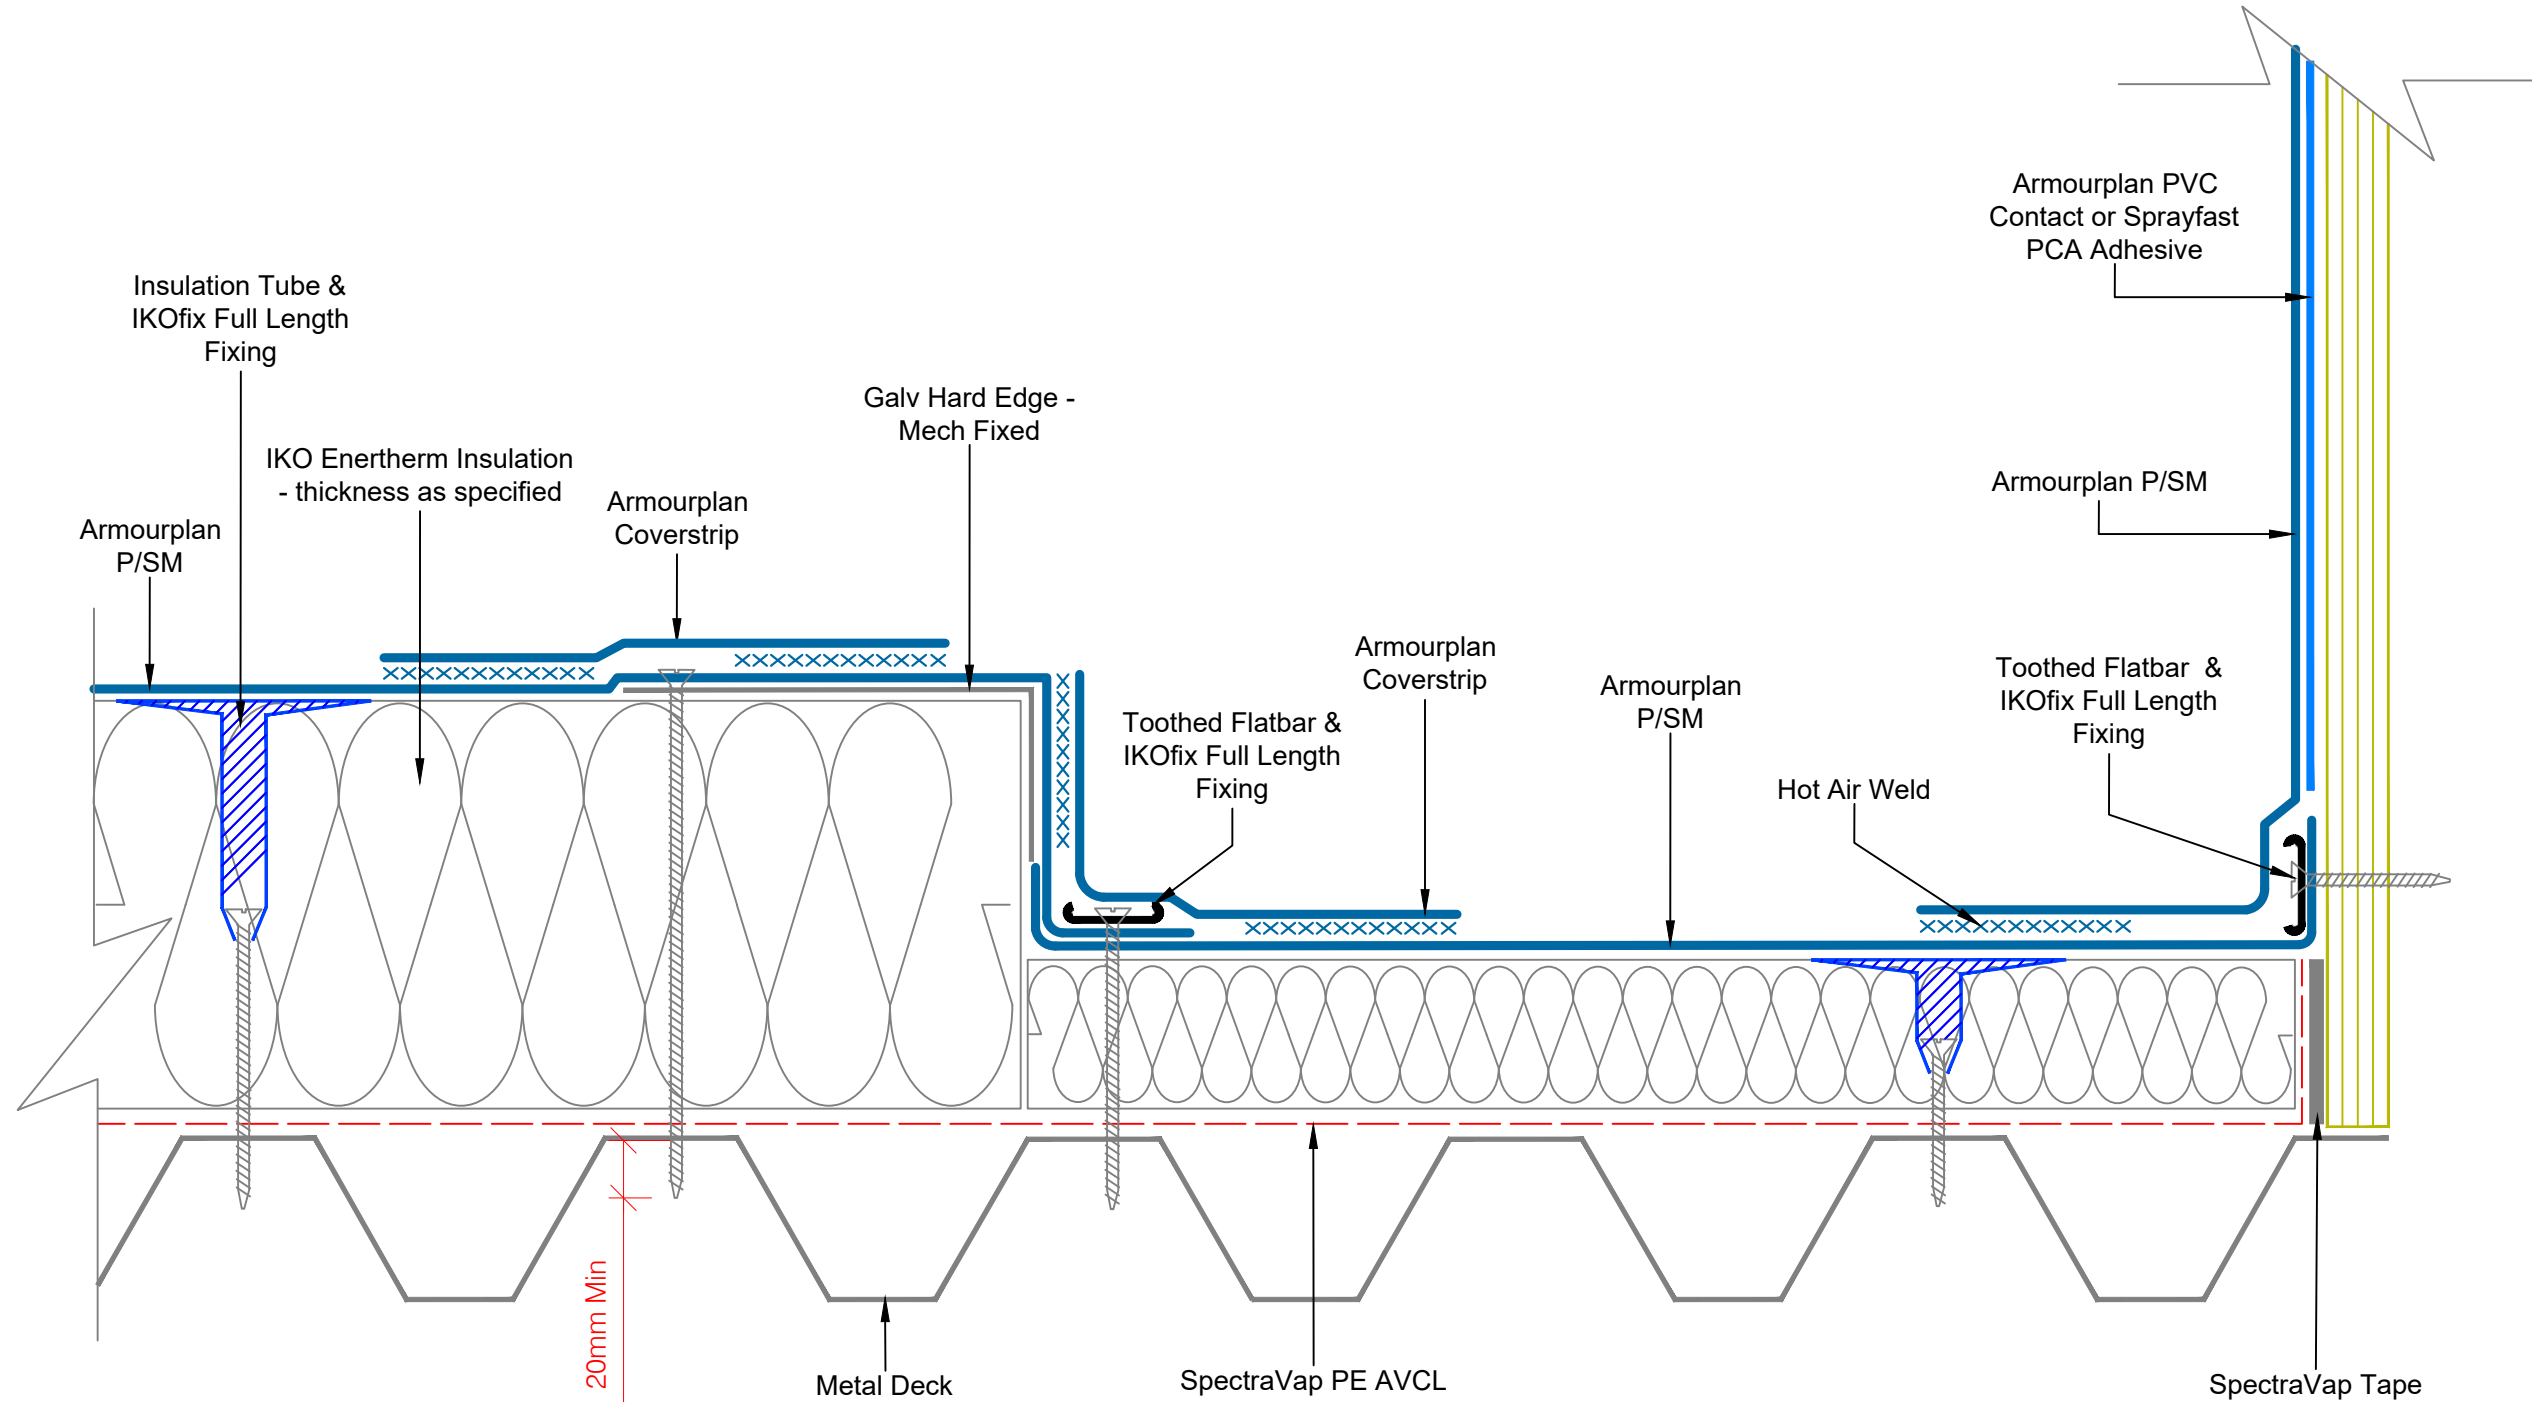 Armourplan PVC
Contact or Sprayfast
PCA Adhesive
Insulation Tube &
IKOfix Full Length
Fixing
Galv Hard Edge -
Mech Fixed
IKO Enertherm Insulation
- thickness as specified
Armourplan
Coverstrip
Armourplan P/SM
Armourplan
P/SM
Armourplan
Coverstrip
Toothed Flatbar &
IKOfix Full Length
Fixing
Armourplan
P/SM
Toothed Flatbar &
IKOfix Full Length
Fixing
Hot Air Weld
20mm Min
Metal Deck
SpectraVap PE AVCL
SpectraVap Tape